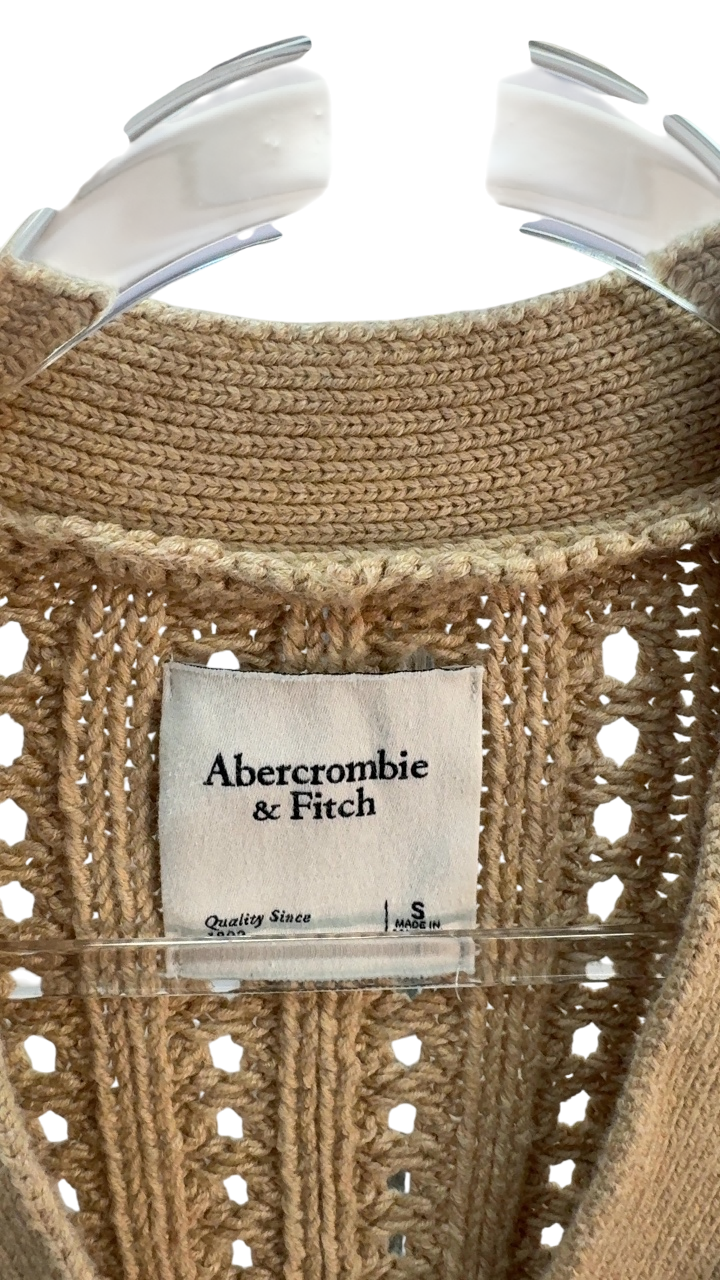 Abercrombie
& Fitch
Quality Since
S
MADE IN